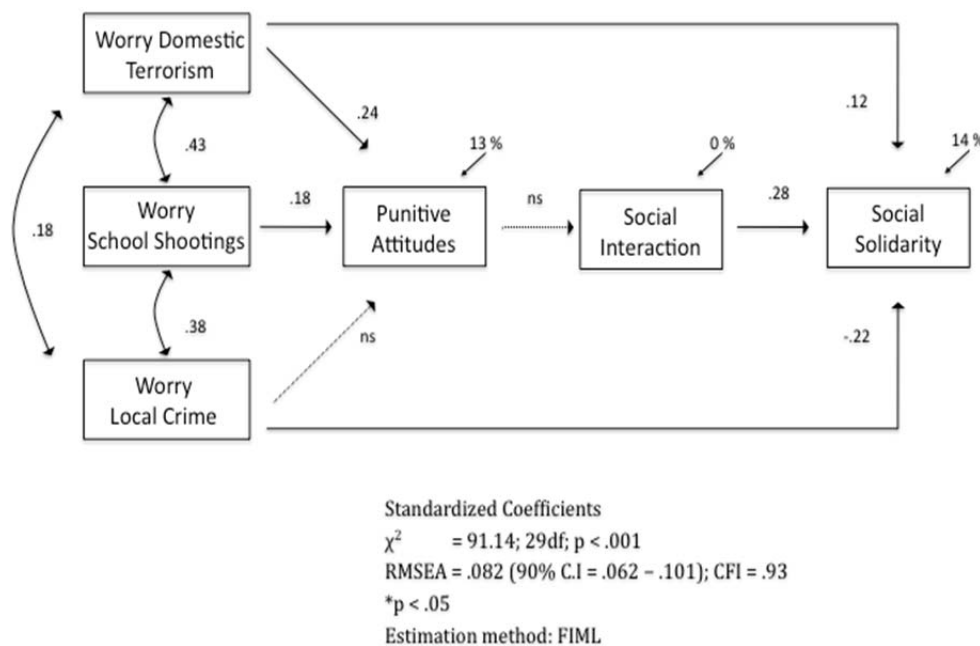 Worry Domestic
Terrorism
.12
.24
.43
13 %
0 %
14 %
Worry
School Shootings
.18
Punitive
Attitudes
ns
Social
Interaction
.28
Social
Solidarity
.18
.38
ns
-.22
Worry
Local Crime
Standardized Coefficients
χ² = 91.14; 29df; p < .001
RMSEA = .082 (90% C.I = .062 – .101); CFI = .93
*p < .05
Estimation method: FIML